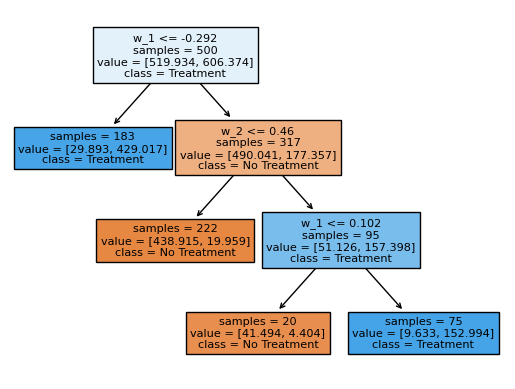 w_1 <= -0.292
samples = 500
value = [519.934, 606.374]
class = Treatment
samples = 183
value = [29.893, 429.017]
class = Treatment
w_2 <= 0.46
samples = 317
value = [490.041, 177.357]
class = No Treatment
samples = 222
value = [438.915, 19.959]
class = No Treatment
w_1 <= 0.102
samples = 95
value = [51.126, 157.398]
class = Treatment
samples = 20
value = [41.494, 4.404]
class = No Treatment
samples = 75
value = [9.633, 152.994]
class = Treatment